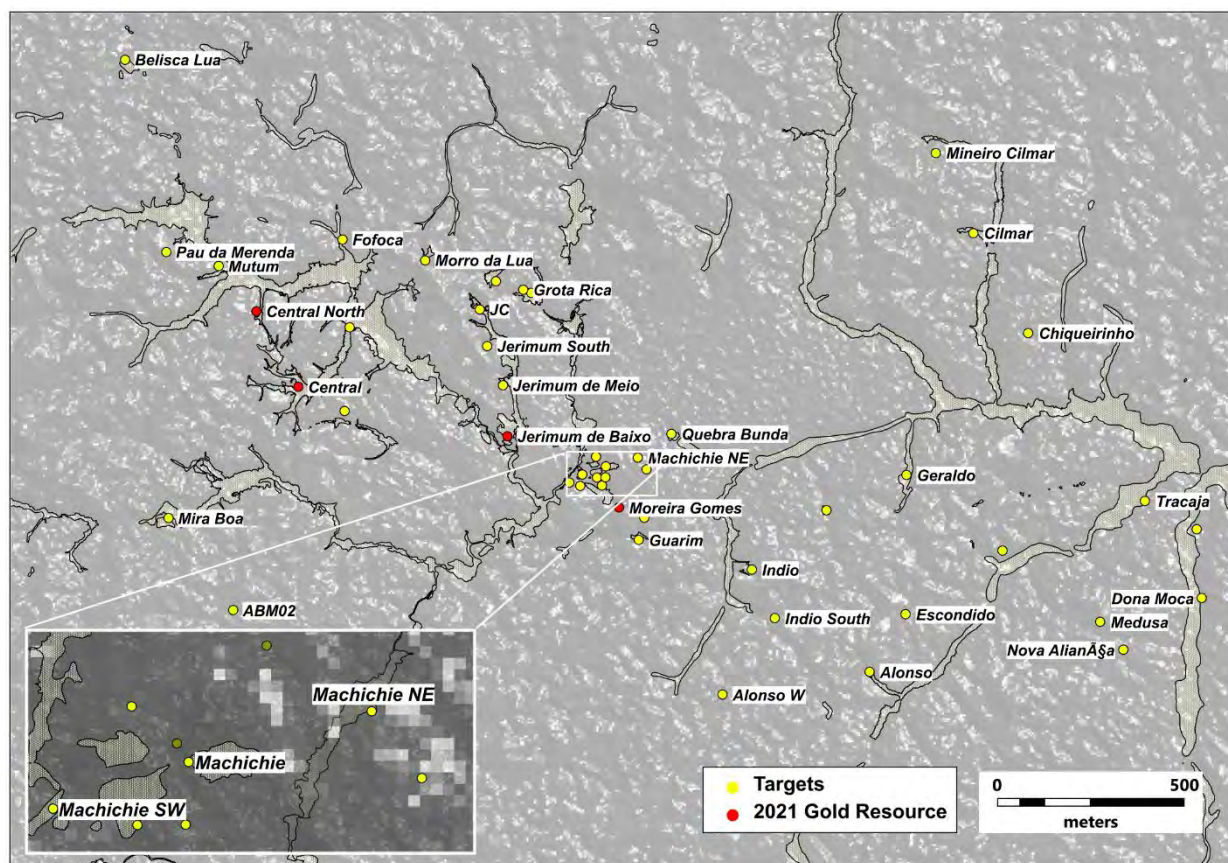 Belisca Lua
Mineiro Cilmar
Cilmar
Fofoca
Pau da Merenda
Mutum
Morro da Lua
Grota Rica
JC
Central North
Chiqueirinho
Jerimum South
Central
Jerimum de Meio
Jerimum de Baixo
Quebra Bunda
Machichie NE
Geraldo
Tracaja
Moreira Gomes
Mira Boa
Guarim
Indio
Dona Moca
ABM02
Indio South
Escondido
Medusa
Nova AlianÃ§a
Alonso
Alonso W
Machichie NE
Machichie
Machichie SW
Targets
2021 Gold Resource
0 500
meters